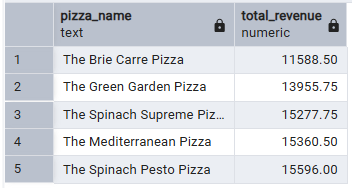 pizza_name total_revenue
text numeric
1 The Brie Carre Pizza 11588.50
2 The Green Garden Pizza 13955.75
3 The Spinach Supreme Piz... 15277.75
4 The Mediterranean Pizza 15360.50
5 The Spinach Pesto Pizza 15596.00